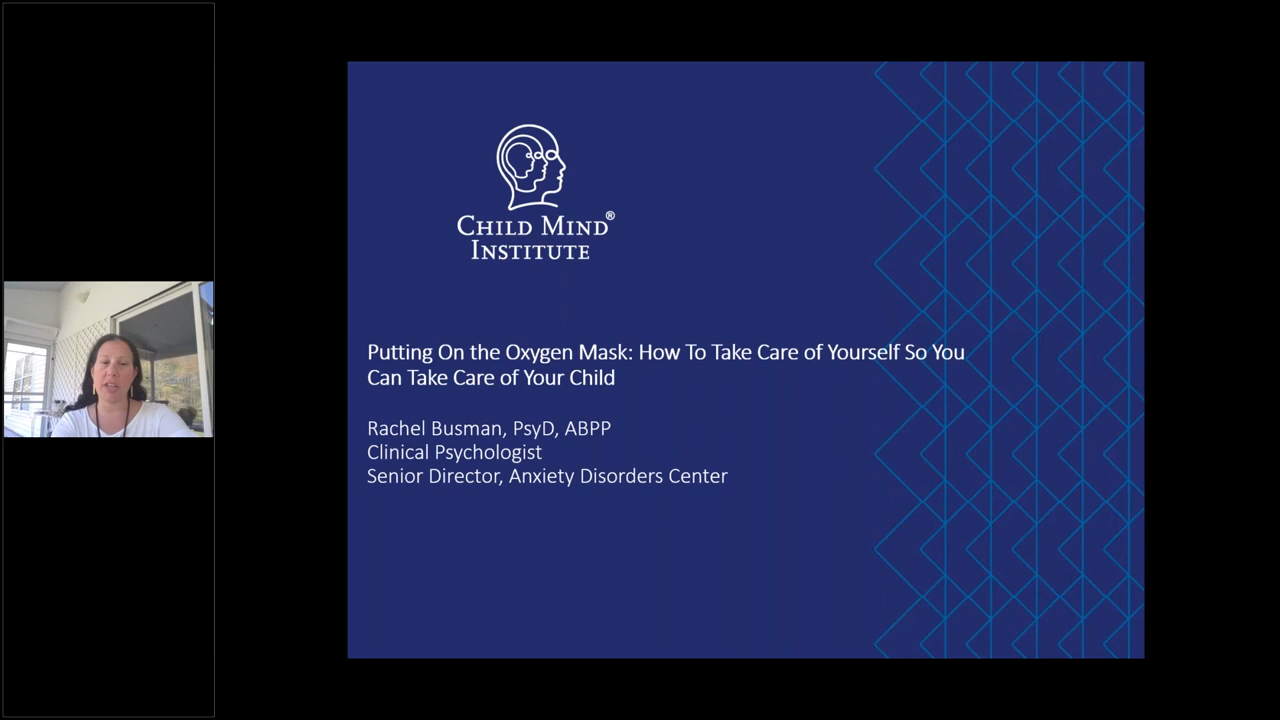 CHILD MIND®
INSTITUTE
Putting On the Oxygen Mask: How To Take Care of Yourself So You
Can Take Care of Your Child
Rachel Busman, PsyD, ABPP
Clinical Psychologist
Senior Director, Anxiety Disorders Center